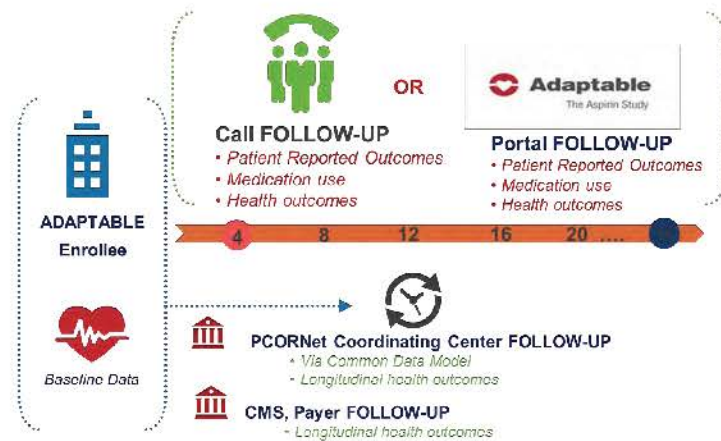 OR
Adaptable
The Aspirin Study
Call FOLLOW-UP
• Patient Reported Outcomes
• Medication use
• Health outcomes
Portal FOLLOW-UP
• Patient Reported Outcomes
• Medication use
• Health outcomes
ADAPTABLE
Enrollee
4 8 12 16 20 ....
Baseline Data
PCORNet Coordinating Center FOLLOW-UP
• Via Common Data Model
• Longitudinal health outcomes
CMS, Payer FOLLOW-UP
• Longitudinal health outcomes